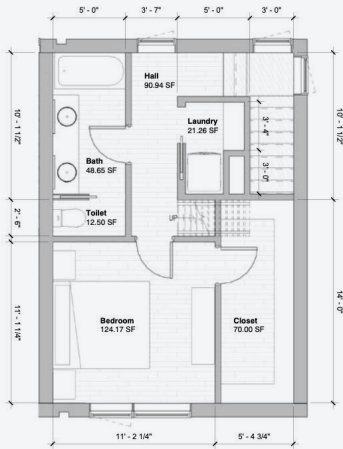 5' - 0"
3' - 7"
5' - 0"
3' - 0"
Hall
90.94 SF
Laundry
21.26 SF
3' - 4"
3' - 0"
10' - 1 1/2"
10' - 1 1/2"
Bath
48.65 SF
Toilet
12.50 SF
2' - 6"
UP
Bedroom
124.17 SF
Closet
70.00 SF
11' - 1 1/4"
14' - 0"
11' - 2 1/4"
5' - 4 3/4"